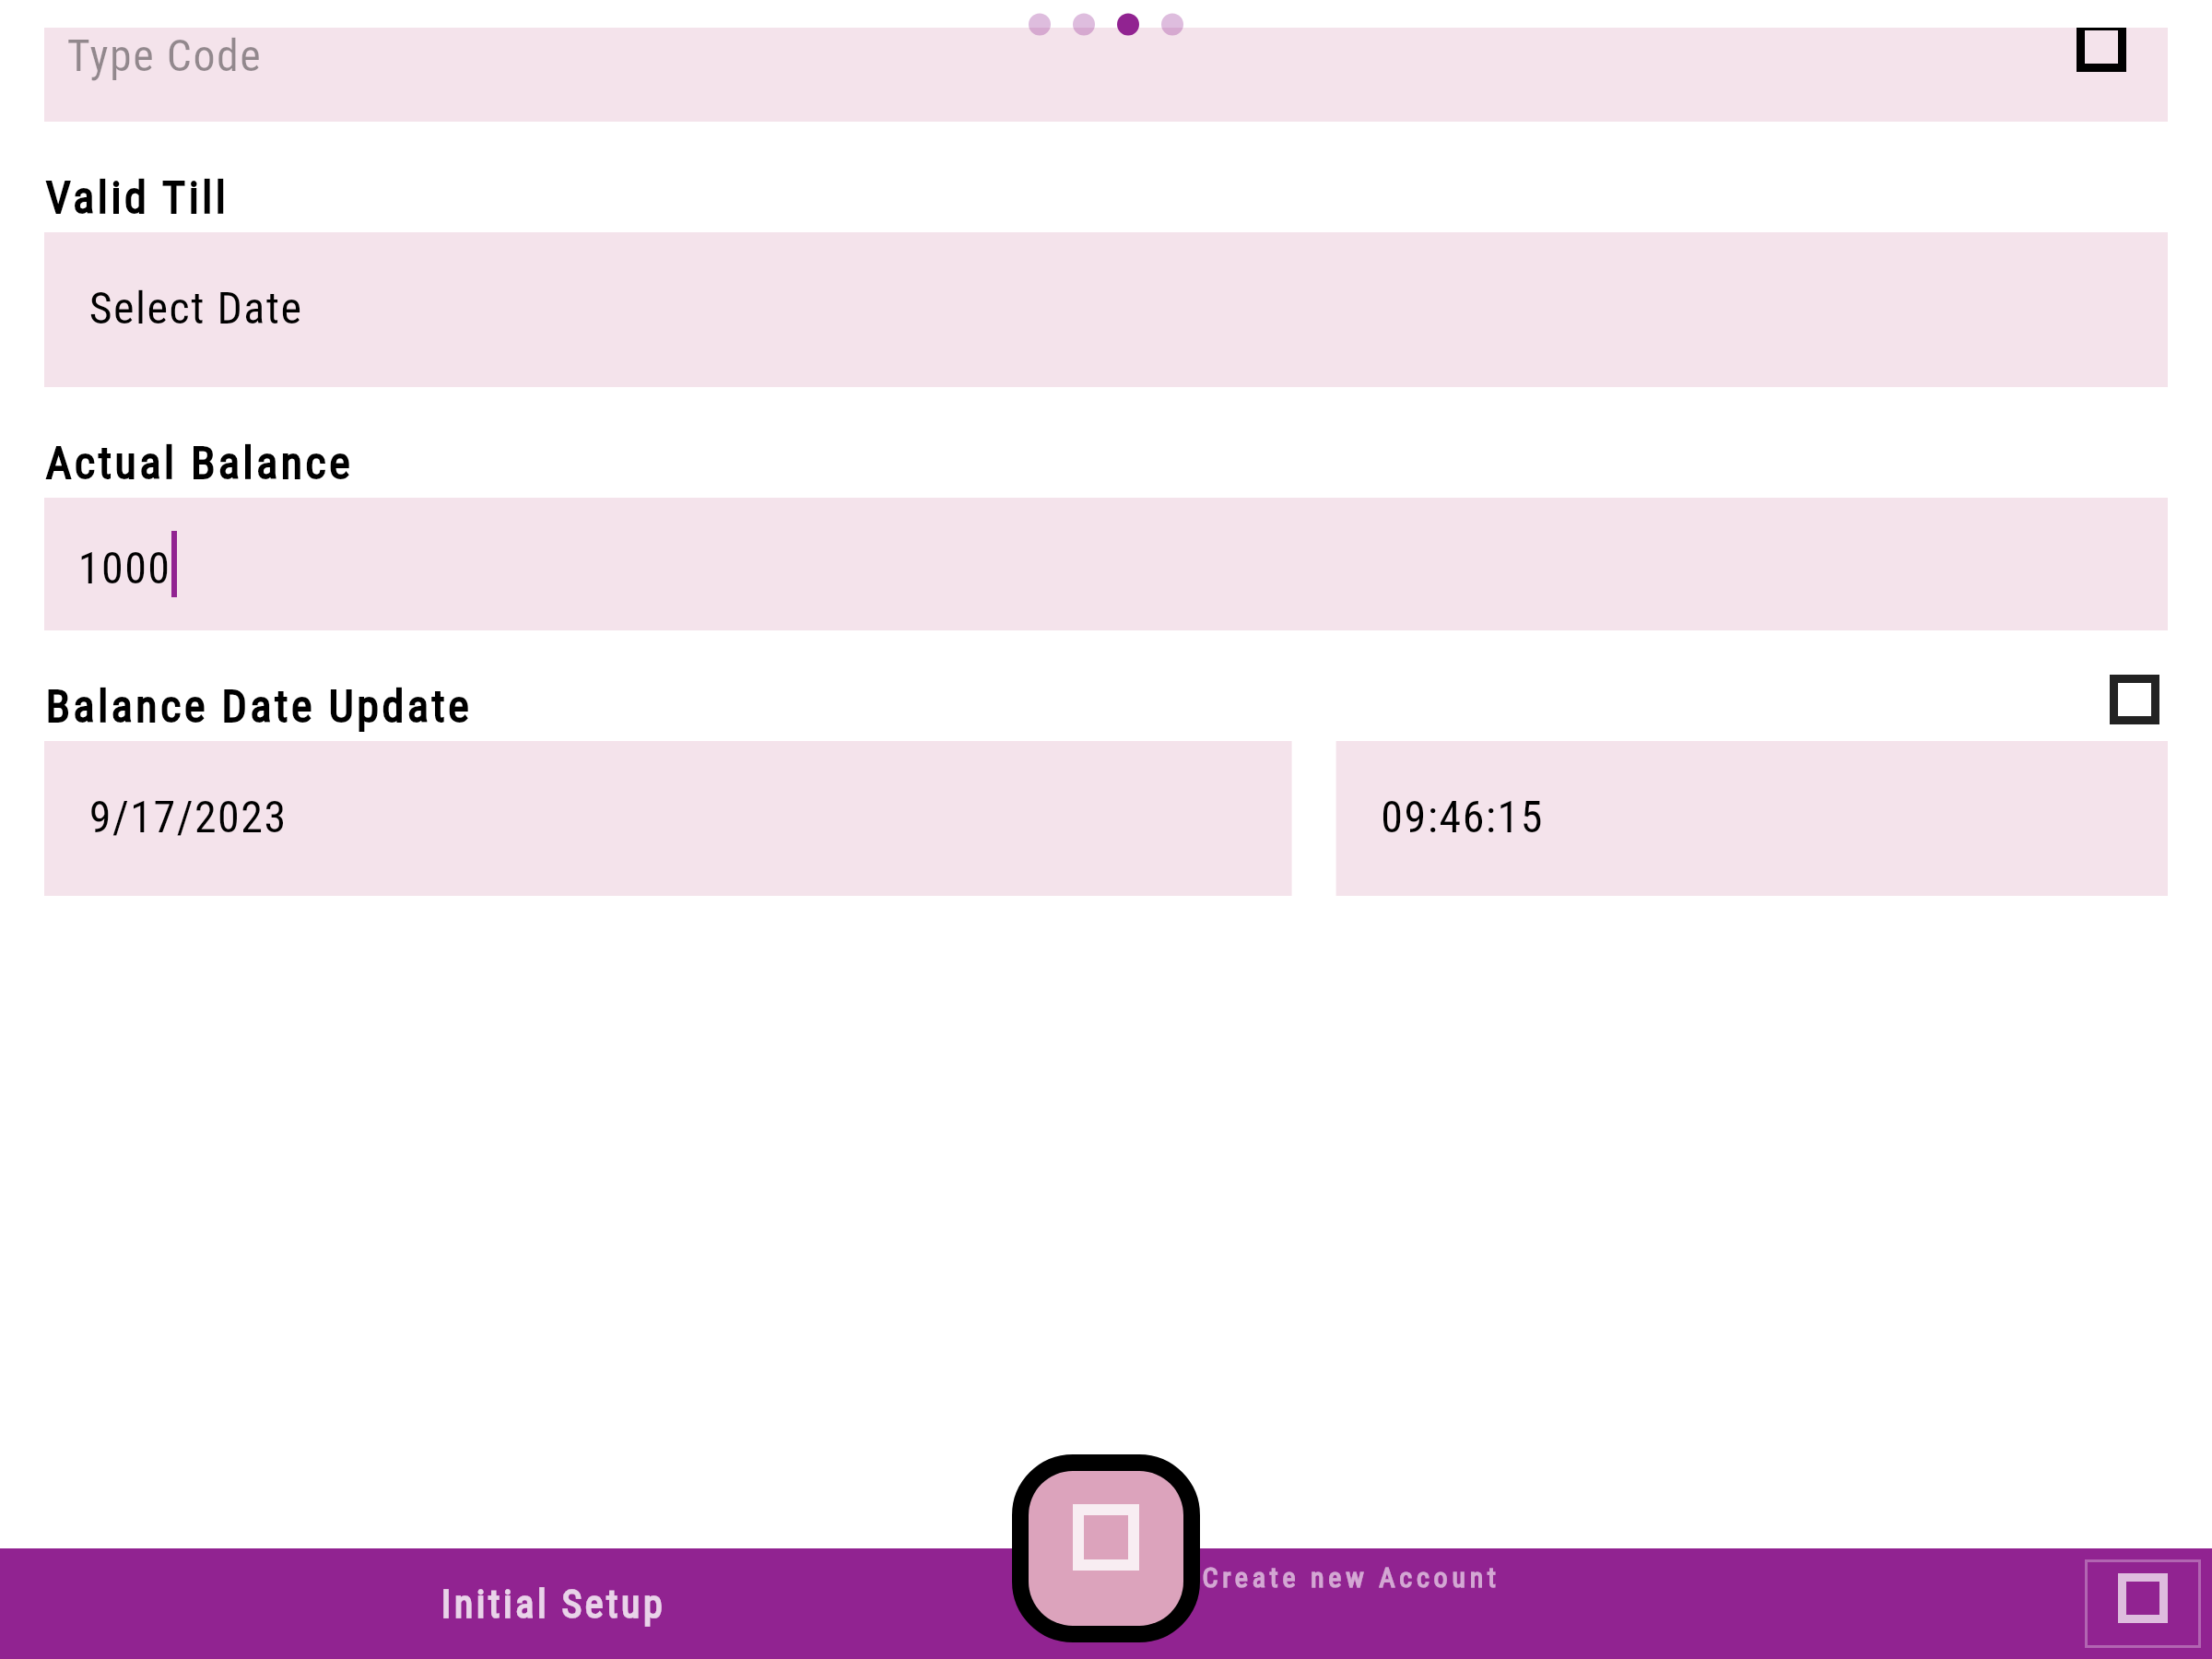 Type Code
Valid Till
Select Date
Actual Balance
1000
Balance Date Update
9/17/2023
09:46:15
Initial Setup
Create new Account